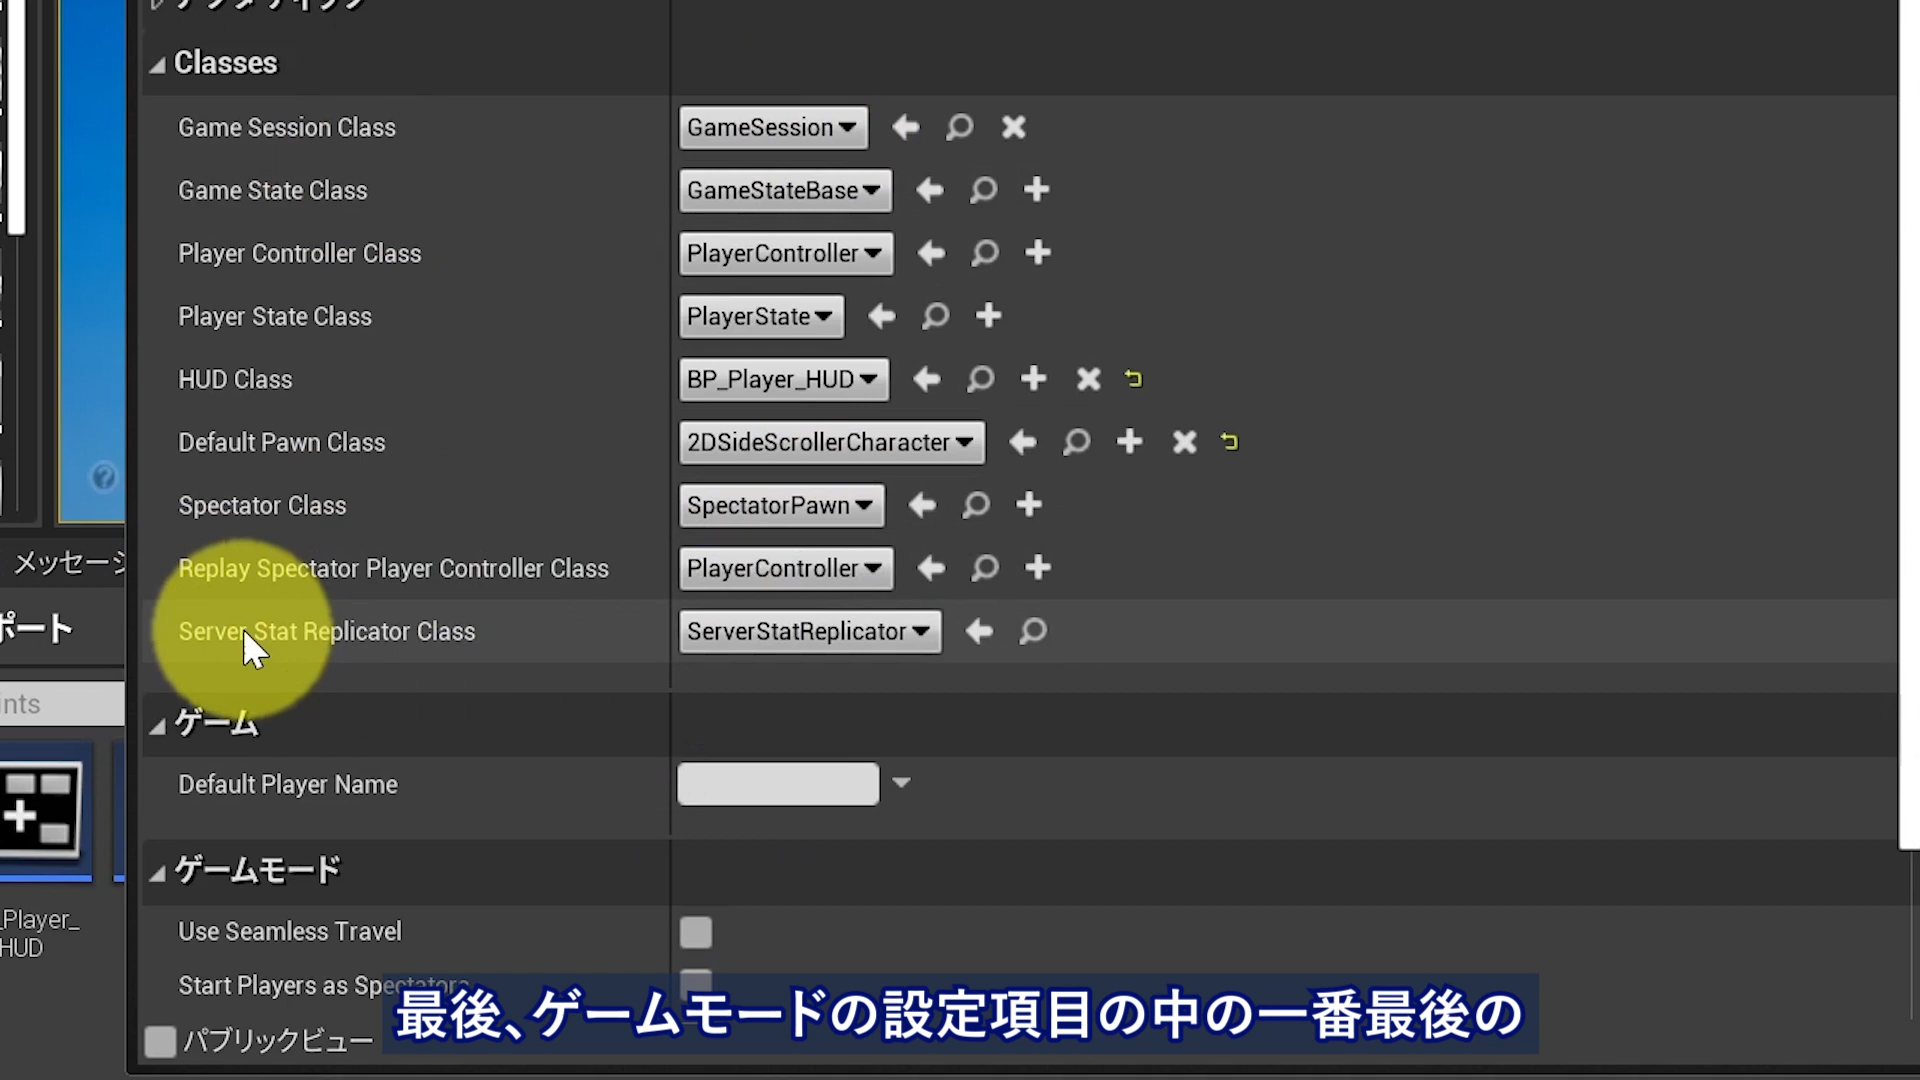 Classes
Game Session Class
GameSession
Game State Class
GameStateBase
Player Controller Class
PlayerController
Player State Class
PlayerState
HUD Class
BP_Player_HUD
Default Pawn Class
2DSideScrollerCharacter
Spectator Class
SpectatorPawn
Replay Spectator Player Controller Class
PlayerController
Server Stat Replicator Class
ServerStatReplicator
ゲーム
Default Player Name
ゲームモード
Use Seamless Travel
Start Players as Spectators
パブリックビュー
メッセージ
ポート
ints
_Player_
HUD
最後、ゲームモードの設定項目の中の一番最後の